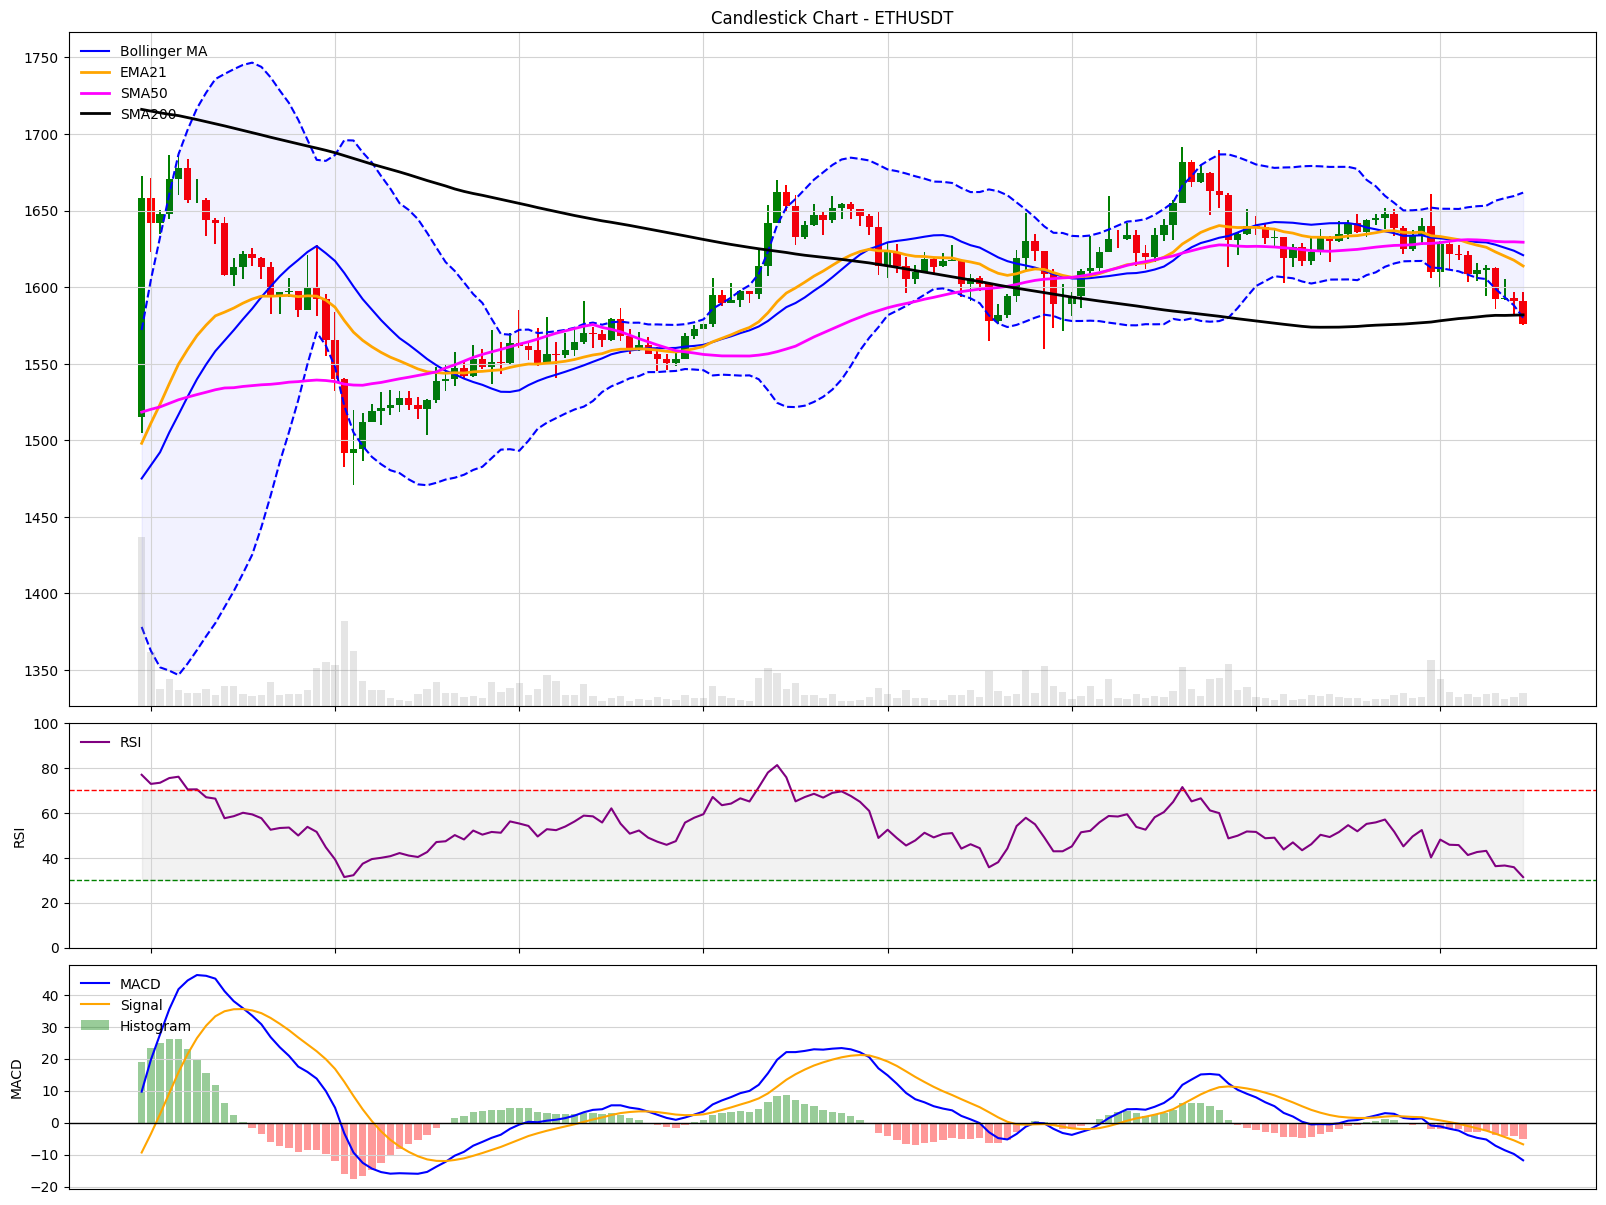 Candlestick Chart - ETHUSDT
Bollinger MA
EMA21
SMA50
SMA200
1750
1700
1650
1600
1550
1500
1450
1400
1350
RSI
RSI
100
80
60
40
20
0
MACD
Signal
Histogram
MACD
40
30
20
10
0
−10
−20